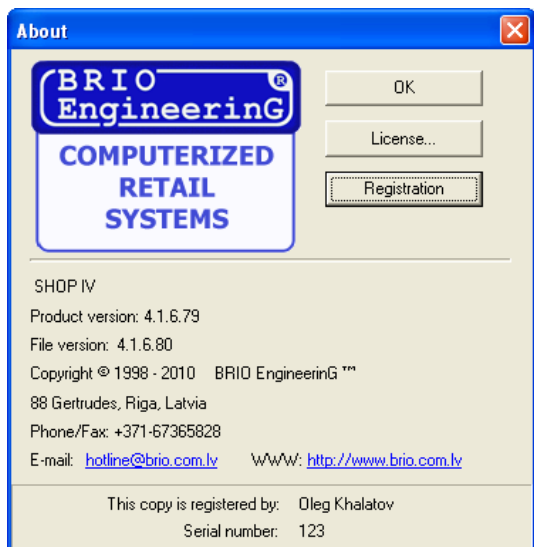 About
BRIO ®
EngineerinG
COMPUTERIZED
RETAIL
SYSTEMS
OK
License...
Registration
SHOP IV
Product version: 4.1.6.79
File version: 4.1.6.80
Copyright © 1998 - 2010 BRIO EngineerinG ™
88 Gertrudes, Riga, Latvia
Phone/Fax: +371-67365828
E-mail: hotline@brio.com.lv WWW: http://www.brio.com.lv
This copy is registered by: Oleg Khalatov
Serial number: 123